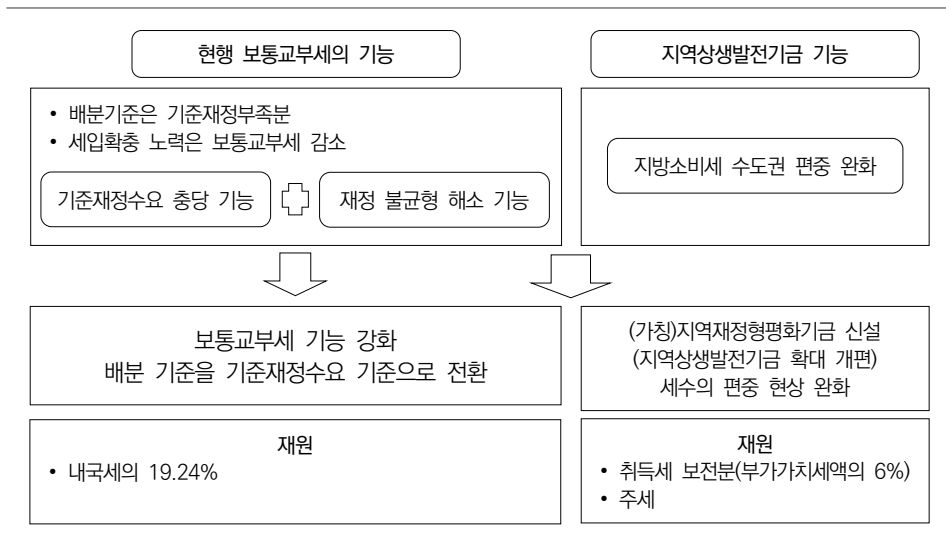 현행 보통교부세의 기능
지역상생발전기금 기능
• 배분기준은 기준재정부족분
• 세입확충 노력은 보통교부세 감소
기준재정수요 충당 기능
재정 불균형 해소 기능
지방소비세 수도권 편중 완화
보통교부세 기능 강화
배분 기준을 기준재정수요 기준으로 전환
(가칭)지역재정형평화기금 신설
(지역상생발전기금 확대 개편)
세수의 편중 현상 완화
재원
• 내국세의 19.24%
재원
• 취득세 보전분(부가가치세액의 6%)
• 주세